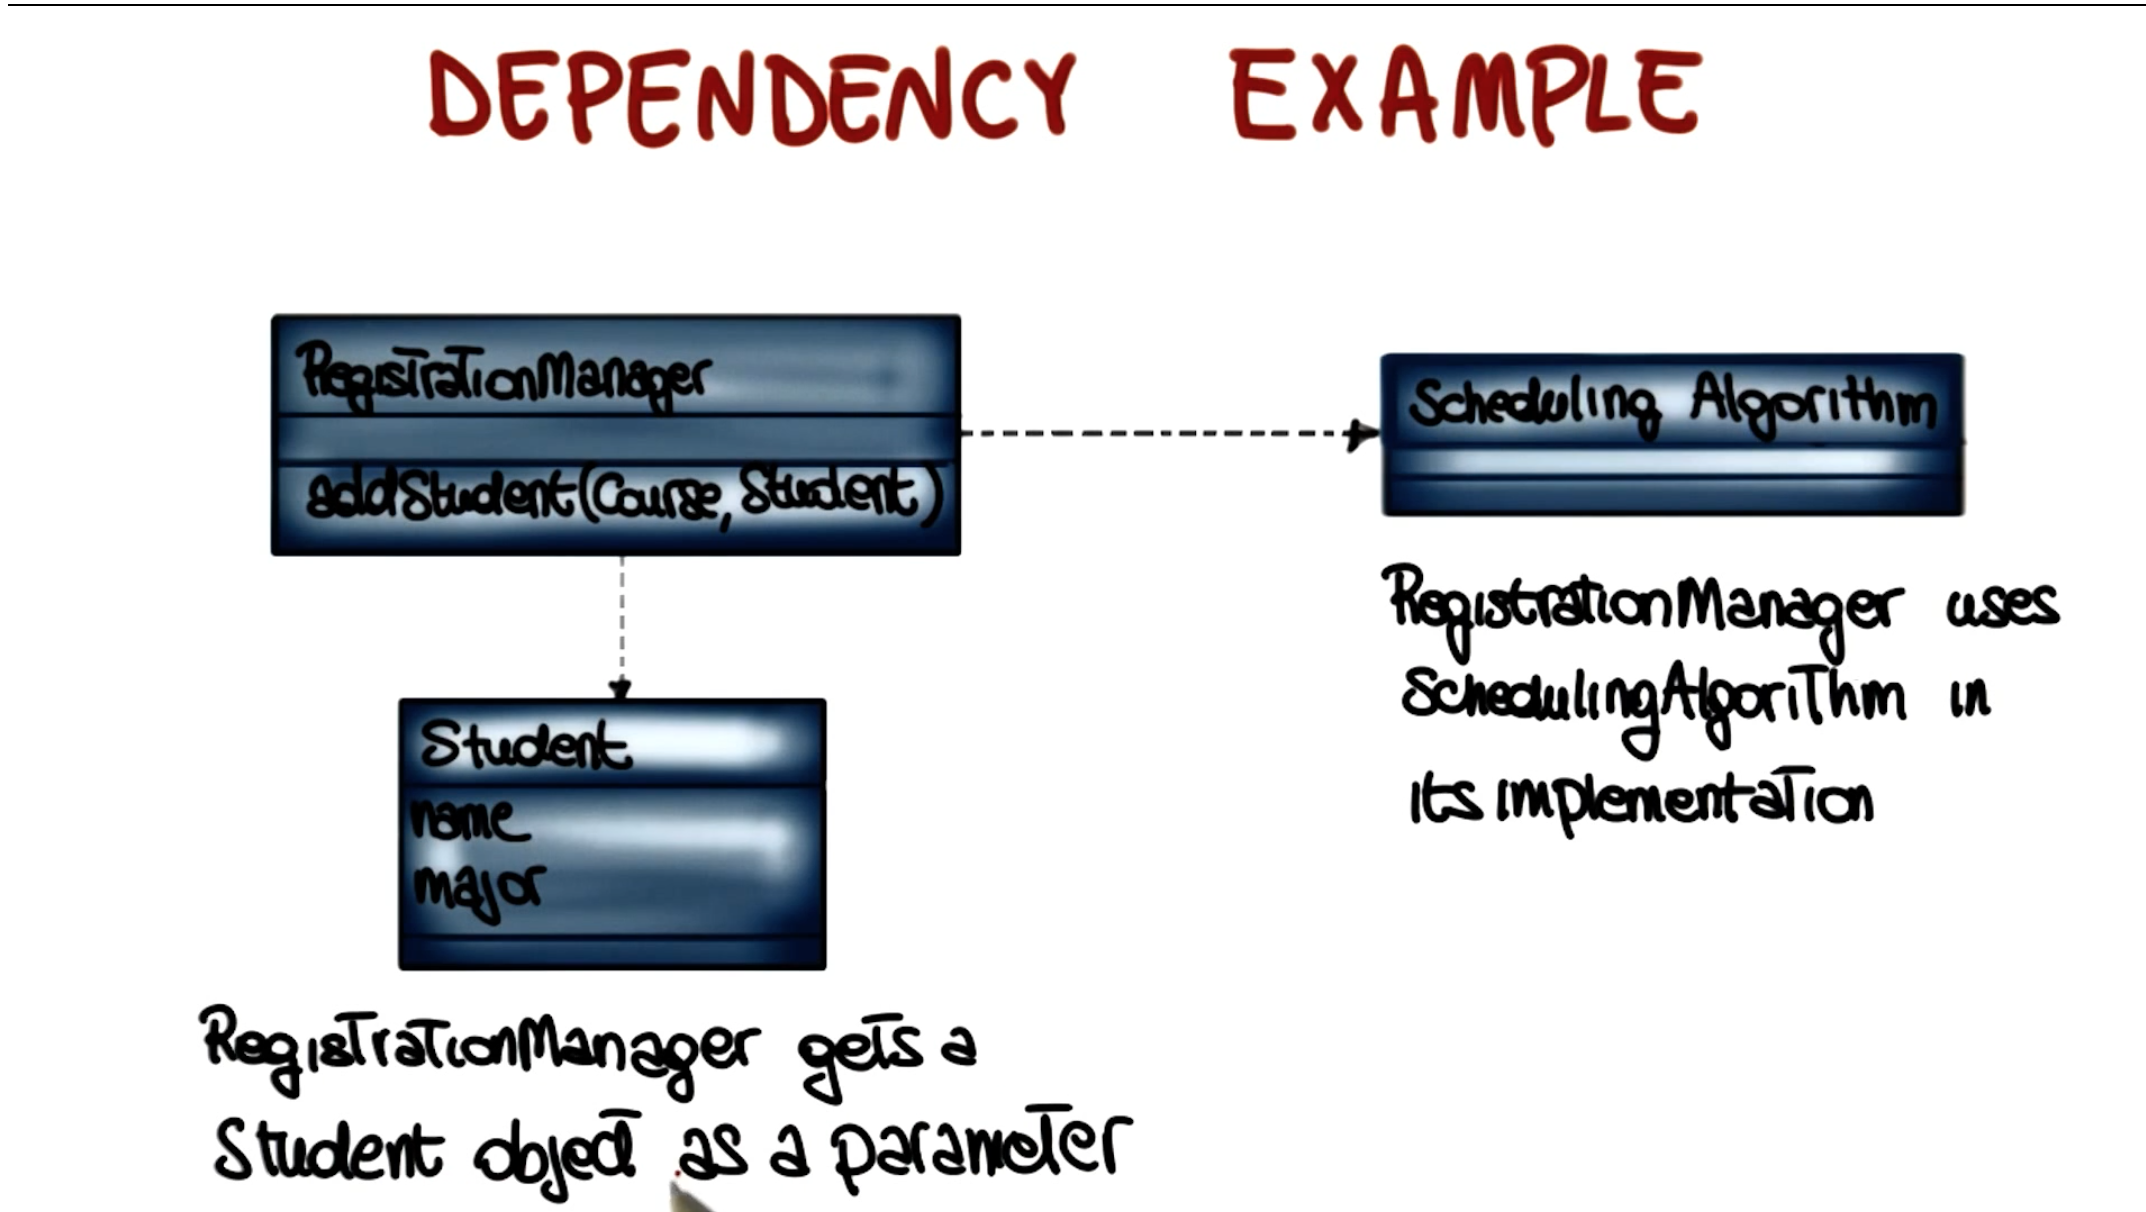 DEPENDENCY EXAMPLE
RegistrationManager
addStudent(Course, Student)
Scheduling Algorithm
RegistrationManager uses
SchedulingAlgorithm in
its implementation
Student
name
major
RegistrationManager gets a
Student object as a parameter